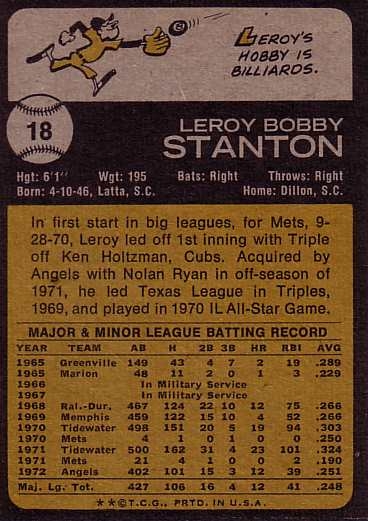 LEROY'S
HOBBY IS
BILLIARDS.
18
LEROY BOBBY
STANTON
Hgt: 6'1" Wgt: 195 Bats: Right Throws: Right
Born: 4-10-46, Latta, S.C. Home: Dillon, S.C.
In first start in big leagues, for Mets, 9-
28-70, Leroy led off 1st inning with Triple
off Ken Holtzman, Cubs. Acquired by
Angels with Nolan Ryan in off-season of
1971, he led Texas League in Triples,
1969, and played in 1970 IL All-Star Game.
MAJOR & MINOR LEAGUE BATTING RECORD
YEAR TEAM AB H 2B 3B HR RBI AVG
1965 Greenville 149 43 4 7 2 19 .289
1965 Marion 48 11 2 0 1 3 .229
1966 In Military Service
1967 In Military Service
1968 Ral.-Dur. 467 124 22 10 12 75 .266
1969 Memphis 459 122 15 10 4 52 .266
1970 Tidewater 498 151 20 5 19 94 .303
1970 Mets 4 1 0 1 0 0 .250
1971 Tidewater 500 162 31 4 23 101 .324
1971 Mets 21 4 1 0 0 2 .190
1972 Angels 402 101 15 3 12 39 .251
Maj. Lg. Tot. 427 106 16 4 12 41 .248
**©T.C.G., PRTD. IN U.S.A.